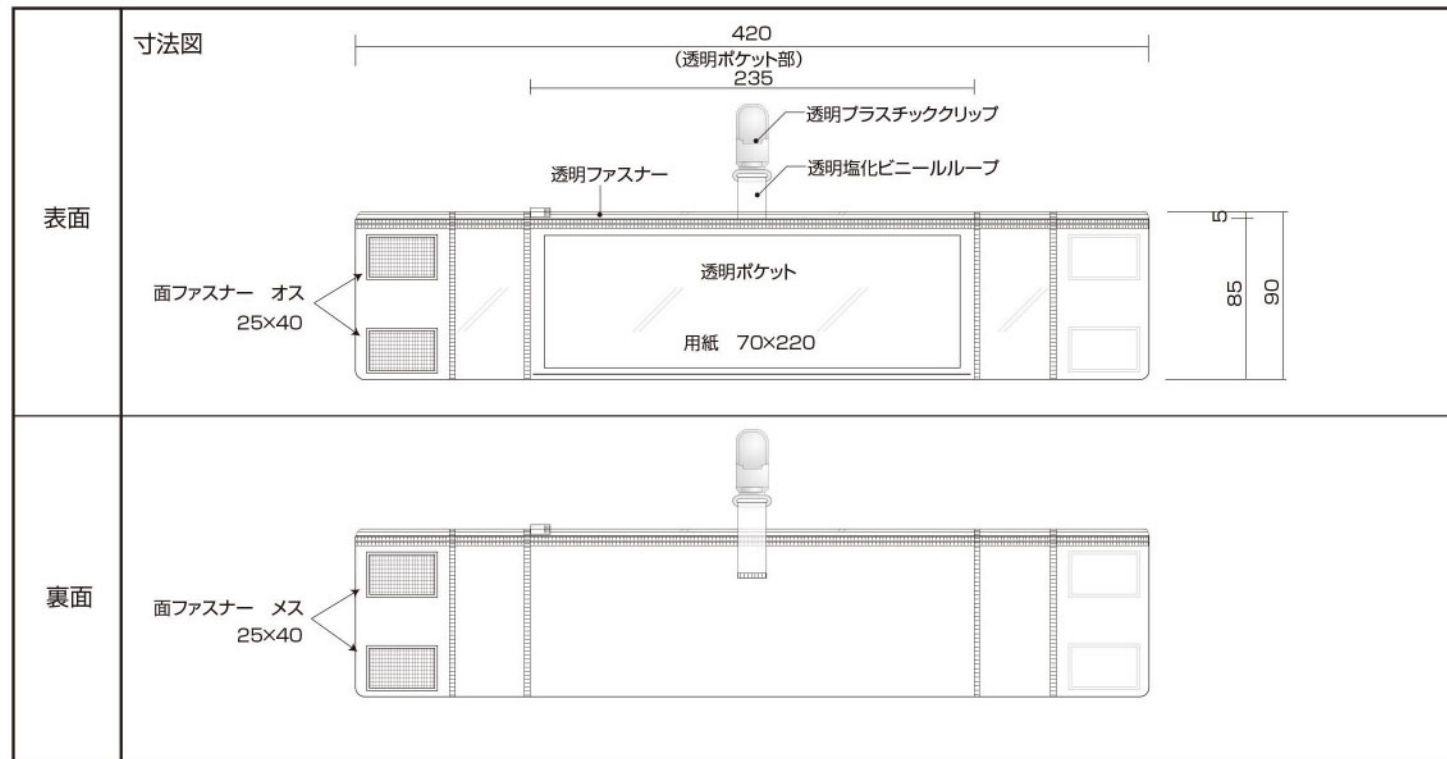 寸法図
420
(透明ポケット部)
235
透明プラスチッククリップ
透明塩化ビニールループ
透明ファスナー
表面
透明ポケット
用紙 70×220
面ファスナー オス
25×40
5
85
90
裏面
面ファスナー メス
25×40